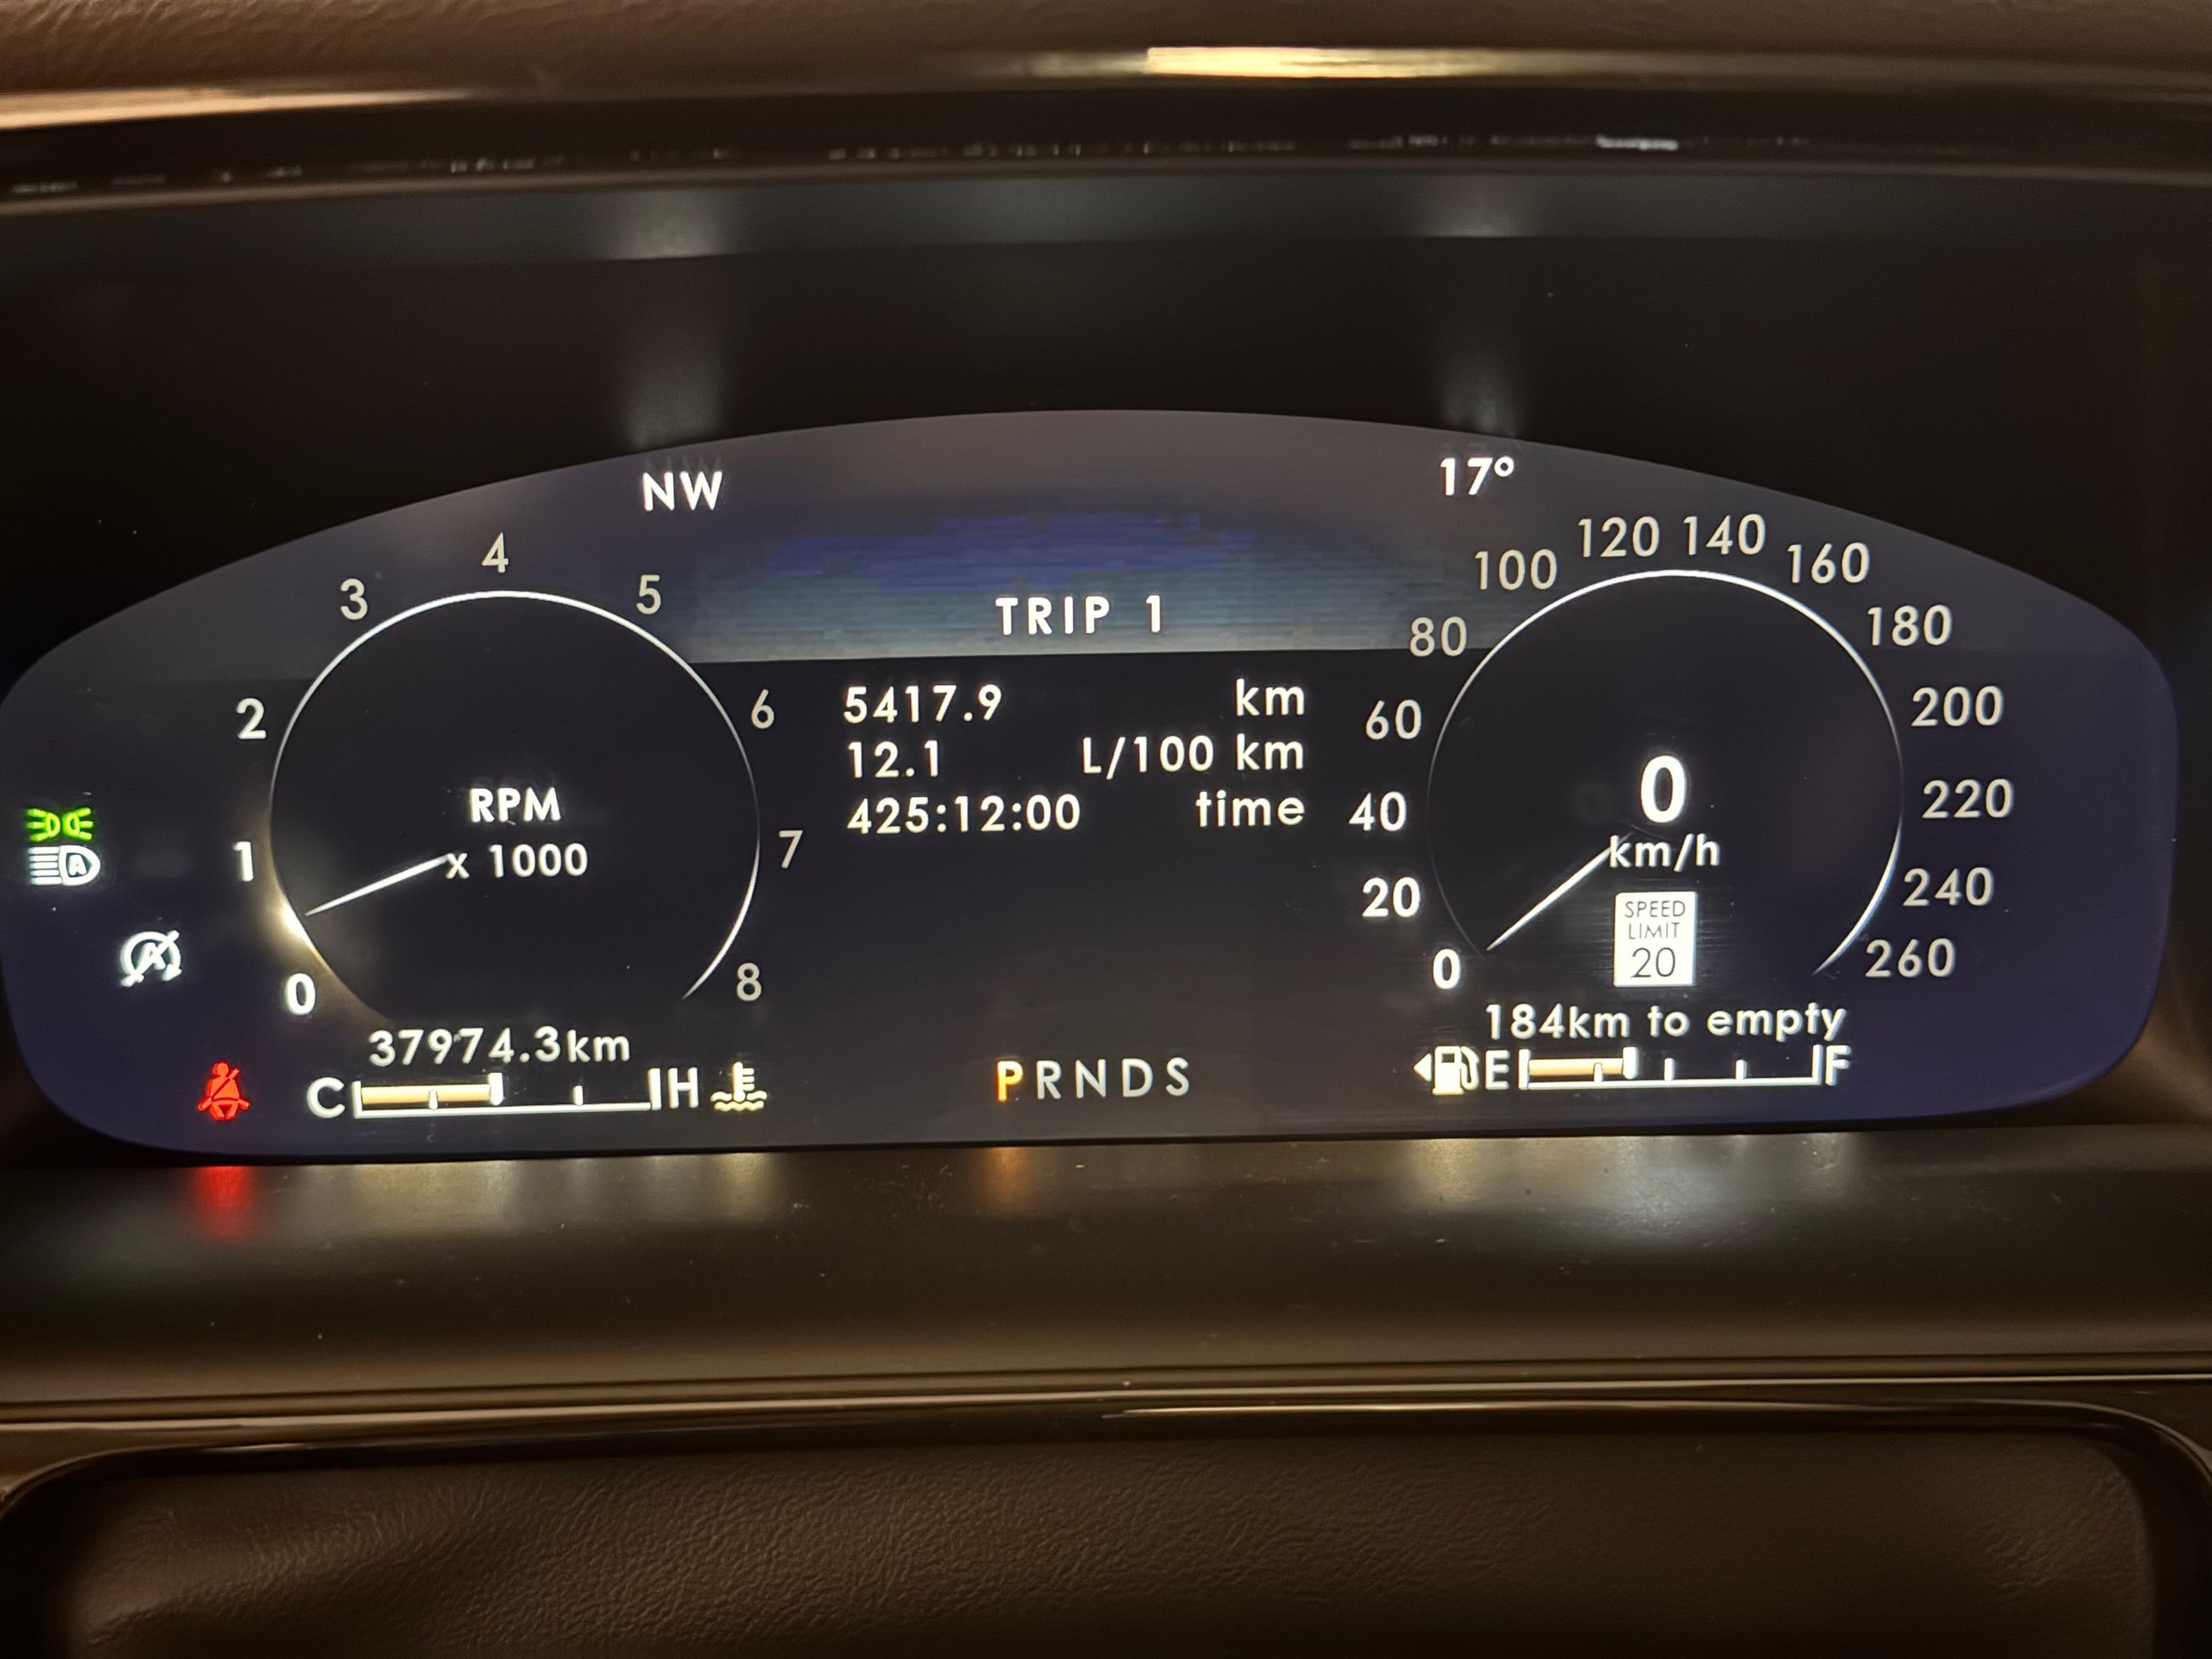 NW
17°
TRIP 1
5417.9 km
12.1 L/100 km
425:12:00 time
0
1
2
3
4
5
6
7
8
RPM
x 1000
0
20
40
60
80
100
120
140
160
180
200
220
240
260
0
km/h
SPEED
LIMIT
20
A
A
37974.3km
C H
PRNDS
184km to empty
E F